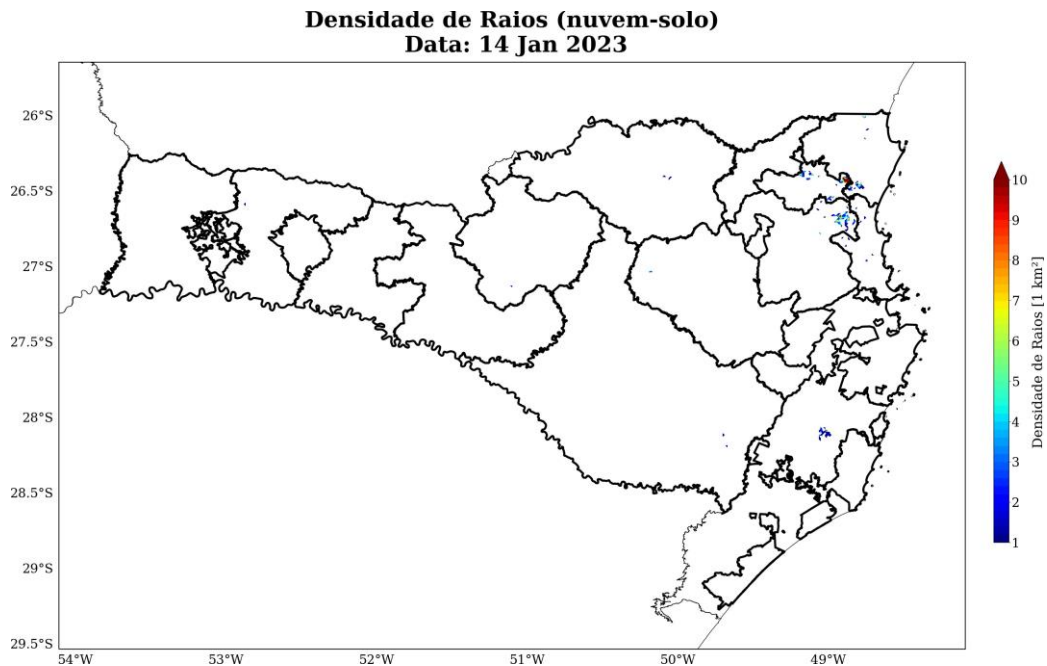 Densidade de Raios (nuvem-solo)
Data: 14 Jan 2023
26°S
26.5°S
27°S
27.5°S
28°S
28.5°S
29°S
29.5°S
54°W
53°W
52°W
51°W
50°W
49°W
10
9
8
7
6
5
4
3
2
1
Densidade de Raios [1 km²]